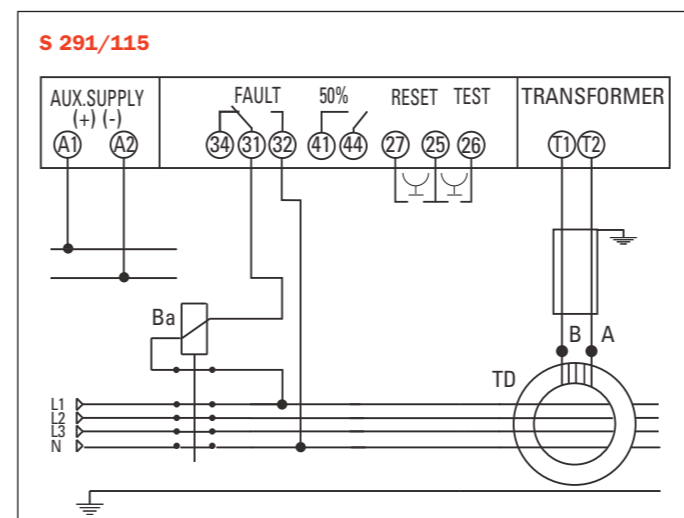 S 291/115
AUX.SUPPLY FAULT 50% RESET TEST TRANSFORMER
(+) (-)
A1 A2 34 31 32 41 44 27 25 26 T1 T2
Ba
B A
TD
L1
L2
L3
N